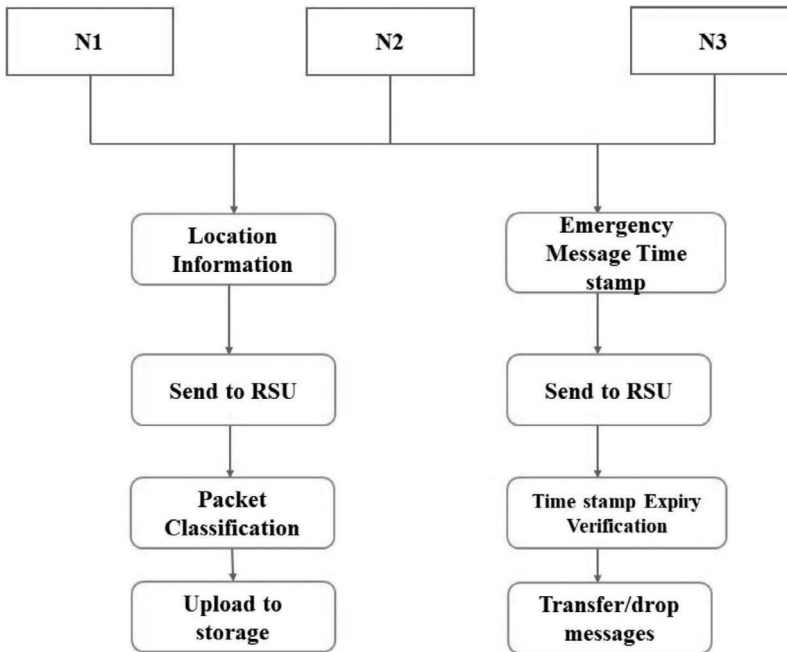 N1
N2
N3
Location
Information
Emergency
Message Time
stamp
Send to RSU
Send to RSU
Packet
Classification
Time stamp Expiry
Verification
Upload to
storage
Transfer/drop
messages